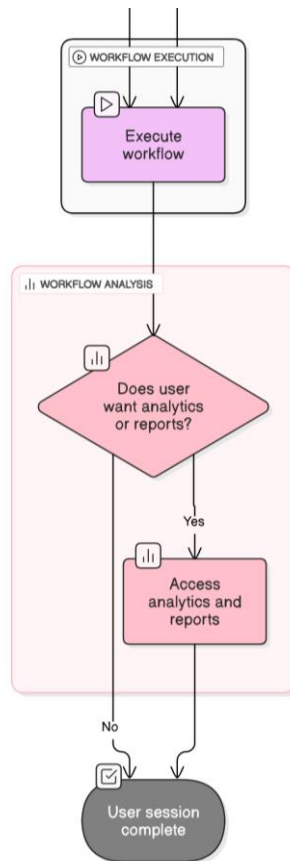 WORKFLOW EXECUTION
Execute
workflow
WORKFLOW ANALYSIS
Does user
want analytics
or reports?
Yes
Access
analytics and
reports
No
User session
complete